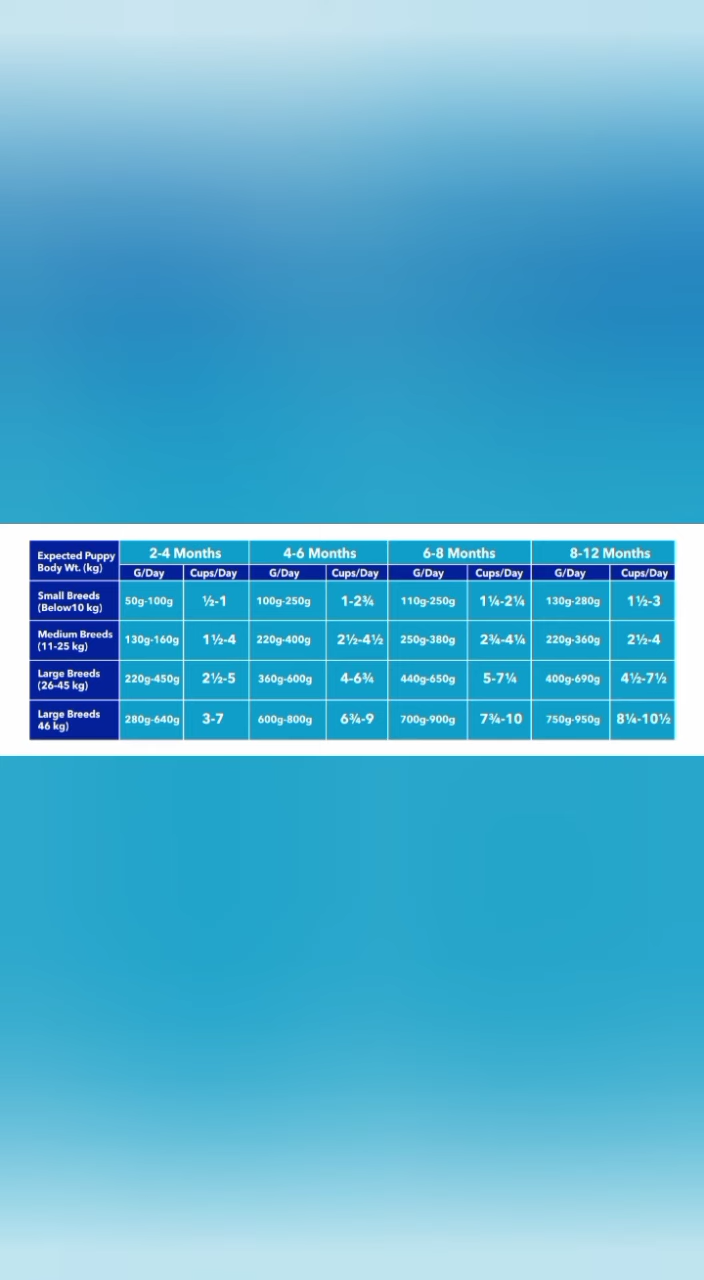 Expected Puppy Body Wt. (kg) 2-4 Months 4-6 Months 6-8 Months 8-12 Months
G/Day Cups/Day G/Day Cups/Day G/Day Cups/Day G/Day Cups/Day
Small Breeds (Below10 kg) 50g-100g ½-1 100g-250g 1-2¾ 110g-250g 1¼-2¼ 130g-280g 1½-3
Medium Breeds (11-25 kg) 130g-160g 1½-4 220g-400g 2½-4½ 250g-380g 2¾-4¼ 220g-360g 2½-4
Large Breeds (26-45 kg) 220g-450g 2½-5 360g-600g 4-6¾ 440g-650g 5-7¼ 400g-690g 4½-7½
Large Breeds 46 kg) 280g-640g 3-7 600g-800g 6¾-9 700g-900g 7¾-10 750g-950g 8¼-10½